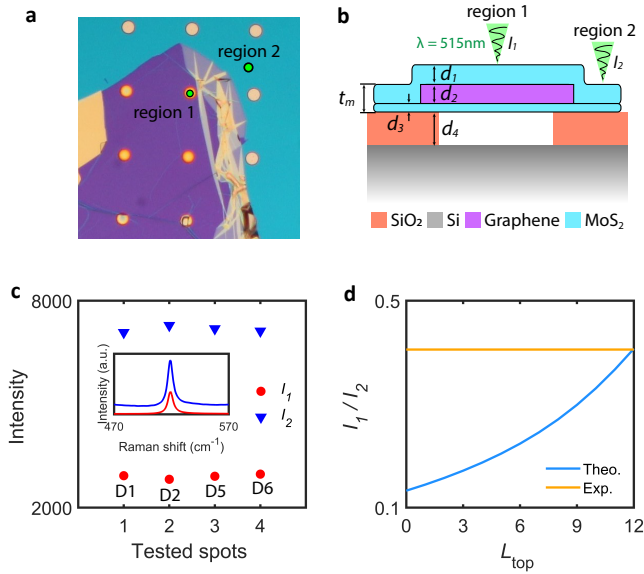 a
region 2
region 1
b
region 1
region 2
λ = 515nm
I₁
I₂
d₁
d₂
tₘ
d₃
d₄
SiO₂
Si
Graphene
MoS₂
c
8000
Intensity
2000
Intensity (a.u.)
470
570
Raman shift (cm⁻¹)
I₁
I₂
D1
D2
D5
D6
1
2
3
4
Tested spots
d
0.5
I₁ / I₂
0.1
Theo.
Exp.
0
3
6
9
12
L_top